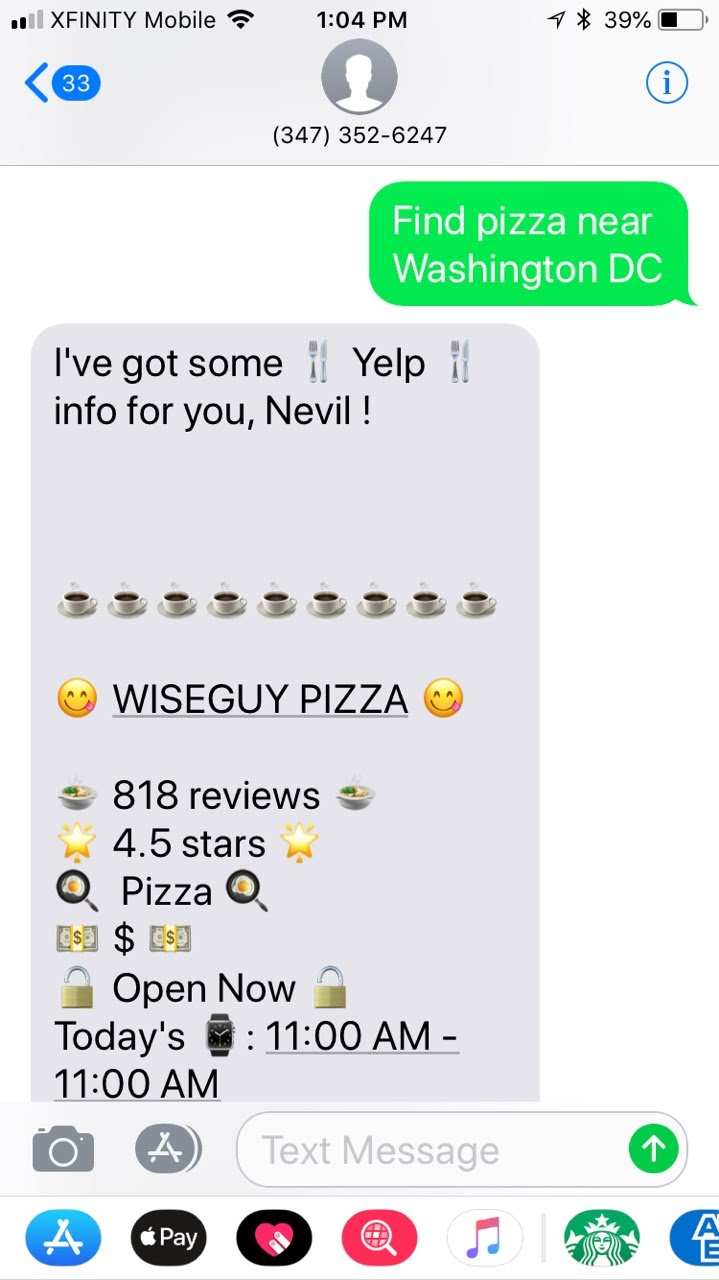 XFINITY Mobile 1:04 PM 39%
33
(347) 352-6247
Find pizza near
Washington DC
I've got some 🍴 Yelp 🍴
info for you, Nevil !
☕ ☕ ☕ ☕ ☕ ☕ ☕ ☕ ☕
😋 WISEGUY PIZZA 😋
🍲 818 reviews 🍲
🌟 4.5 stars 🌟
🍳 Pizza 🍳
💵 $ 💵
🔓 Open Now 🔓
Today's ⌚ : 11:00 AM -
11:00 AM
Text Message
Pay